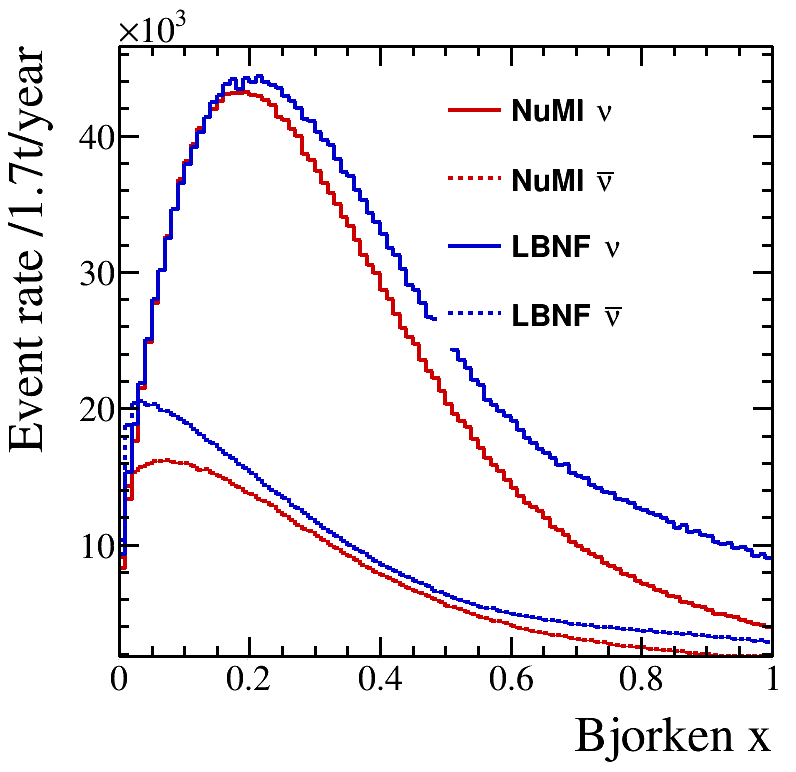 ×10³
Event rate /1.7t/year
40
30
20
10
NuMI ν
NuMI ν̅
LBNF ν
LBNF ν̅
0 0.2 0.4 0.6 0.8 1
Bjorken x